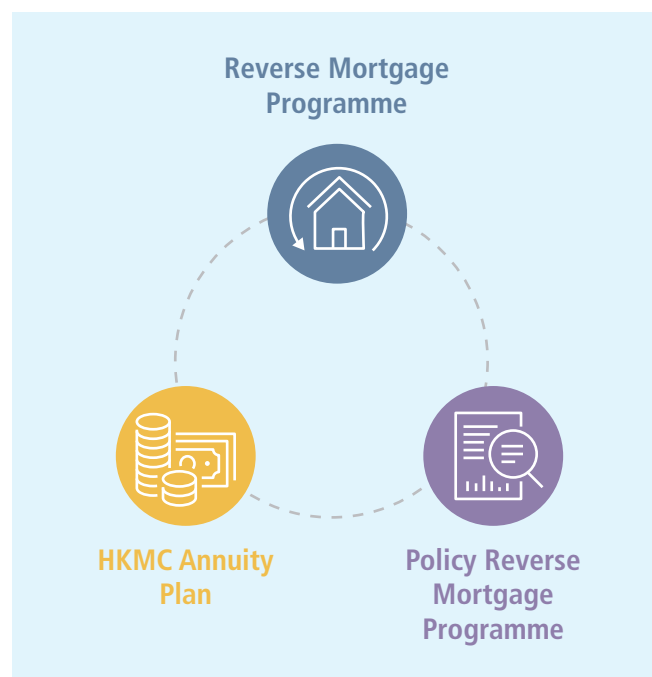 Reverse Mortgage
Programme
HKMC Annuity
Plan
Policy Reverse
Mortgage
Programme